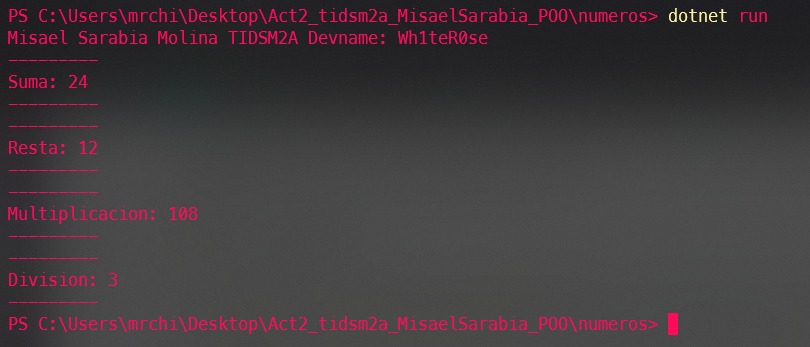 PS C:\Users\mrchi\Desktop\Act2_tidsm2a_MisaelSarabia_POO\numeros> dotnet run
Misael Sarabia Molina TIDSM2A Devname: Wh1teR0se
---------
Suma: 24
---------
---------
Resta: 12
---------
---------
Multiplicacion: 108
---------
---------
Division: 3
---------
PS C:\Users\mrchi\Desktop\Act2_tidsm2a_MisaelSarabia_POO\numeros>